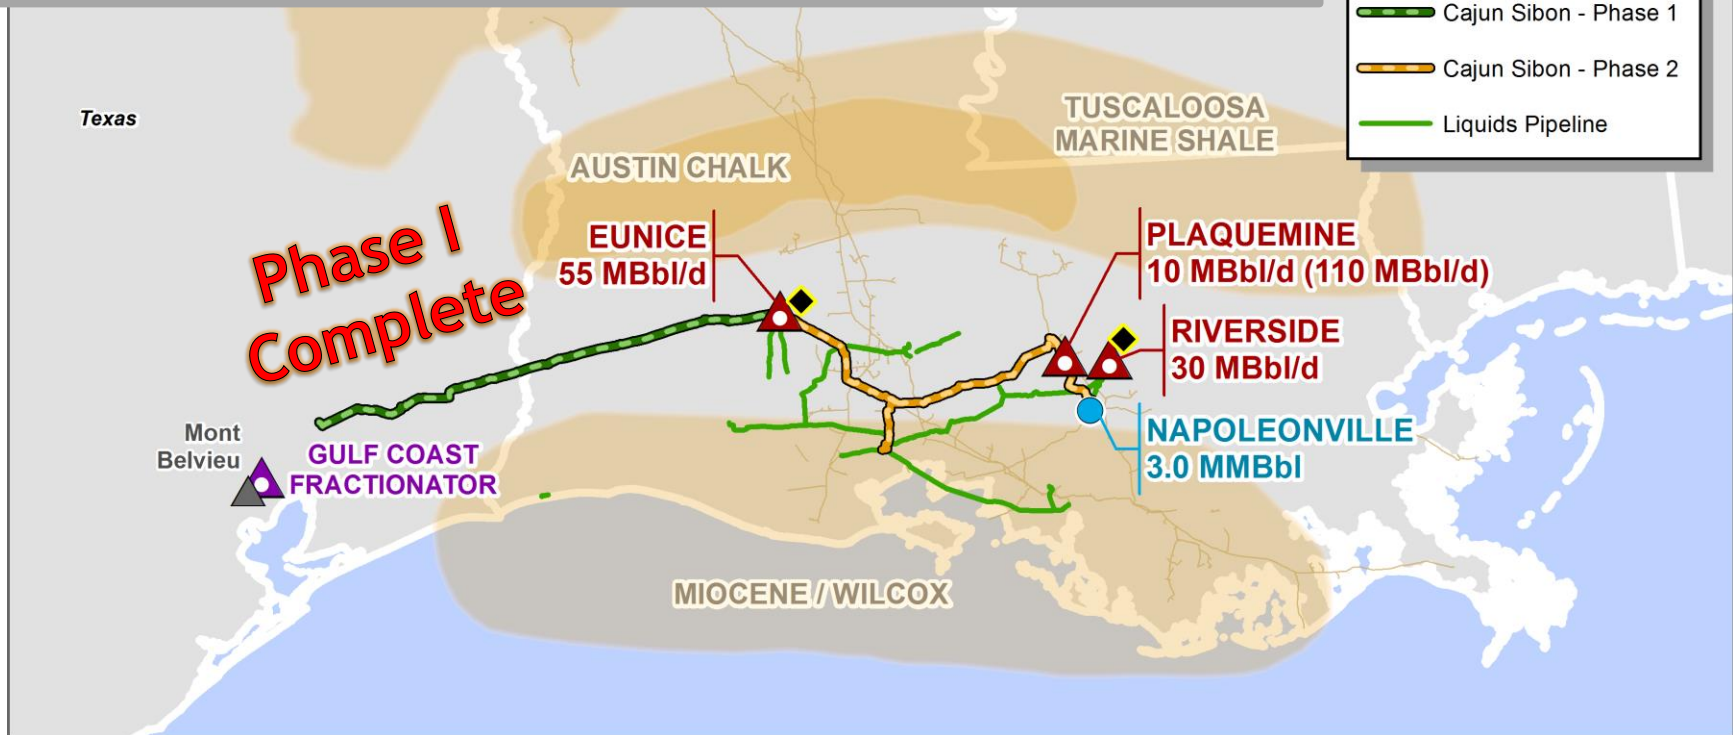 Cajun Sibon - Phase 1
Cajun Sibon - Phase 2
Liquids Pipeline
Texas
TUSCALOOSA
MARINE SHALE
AUSTIN CHALK
Phase I
Complete
EUNICE
55 MBbl/d
PLAQUEMINE
10 MBbl/d (110 MBbl/d)
RIVERSIDE
30 MBbl/d
NAPOLEONVILLE
3.0 MMBbl
Mont
Belvieu
GULF COAST
FRACTIONATOR
MIOCENE / WILCOX